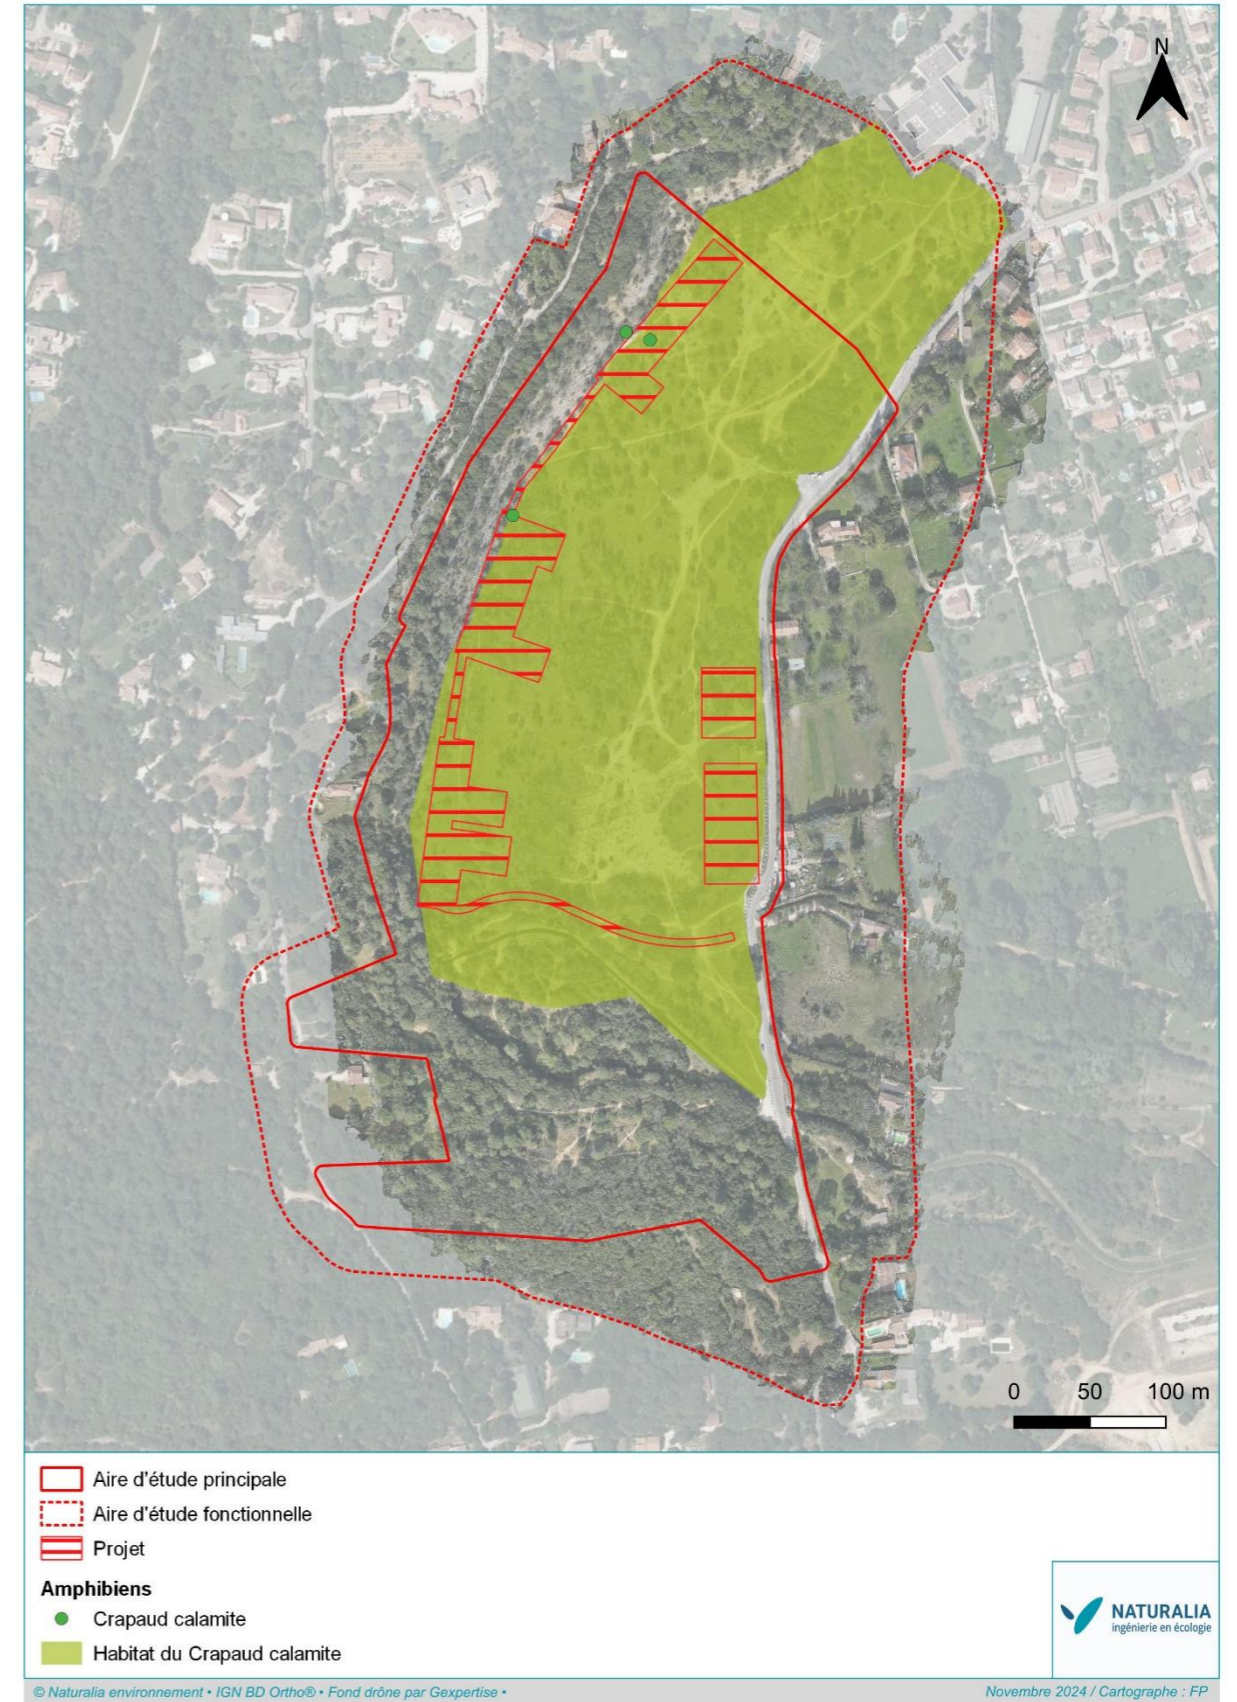 N
0 50 100 m
Aire d'étude principale
Aire d'étude fonctionnelle
Projet
Amphibiens
Crapaud calamite
Habitat du Crapaud calamite
NATURALIA
ingénierie en écologie
© Naturalia environnement • IGN BD Ortho® • Fond drône par Gexpertise •
Novembre 2024 / Cartographe : FP